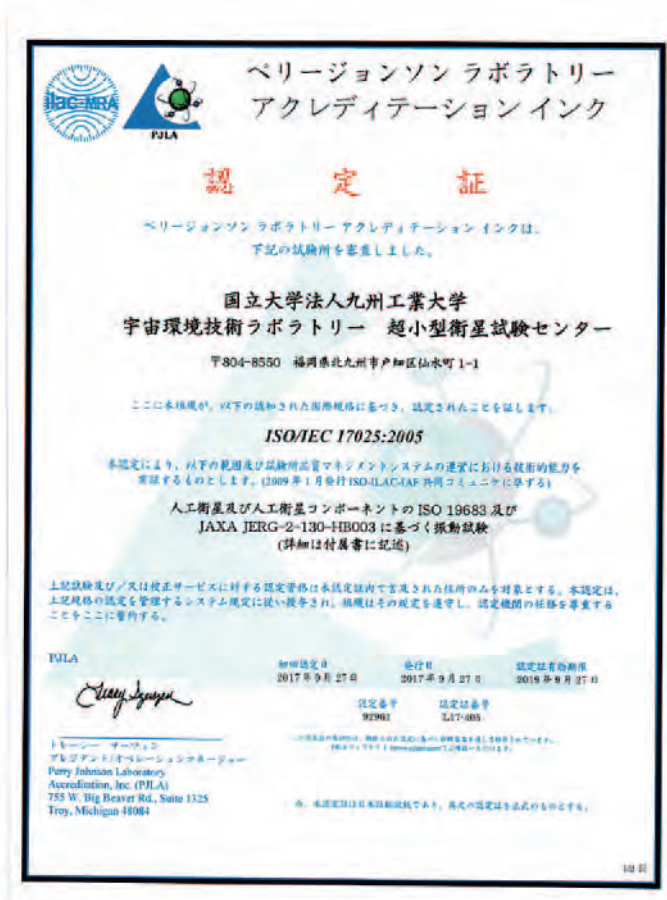 ilac-MRA
PJLA
ペリージョンソン ラボラトリー
アクレディテーション インク
認 定 証
ペリージョンソン ラボラトリー アクレディテーション インクは、
下記の試験所を審査しました。
国立大学法人九州工業大学
宇宙環境技術ラボラトリー 超小型衛星試験センター
〒804-8550 福岡県北九州市戸畑区仙水町 1-1
ここに本組織が、以下の認知された国際規格に基づき、認定されたことを証します。
ISO/IEC 17025:2005
本認定により、以下の範囲及び試験所品質マネジメントシステムの運営における技術的能力を
実証するものとします。(2009年1月発行 ISO-ILAC-IAF 共同コミュニケに準ずる)
人工衛星及び人工衛星コンポーネントの ISO 19683 及び
JAXA JERG-2-130-HB003 に基づく振動試験
(詳細は付属書に記述)
上記試験及び／又は校正サービスに対する認定資格は本認定証内で言及された住所のみを対象とする。本認定は、
上記規格の認定を管理するシステム規定に従い授与され、組織はその規定を遵守し、認定機関の任務を尊重する
ことをここに誓約する。
PJLA
初回認定日 発行日 認定証有効期限
2017年9月27日 2017年9月27日 2019年9月27日
認定番号 認定証番号
92961 L17-405
トレーシー
プレジデント/オペレーションマネージャー
Perry Johnson Laboratory
Accreditation, Inc. (PJLA)
755 W. Big Beaver Rd., Suite 1325
Troy, Michigan 48084
尚、本認定証は日本語翻訳版であり、英文の認定証を正式のものとする。